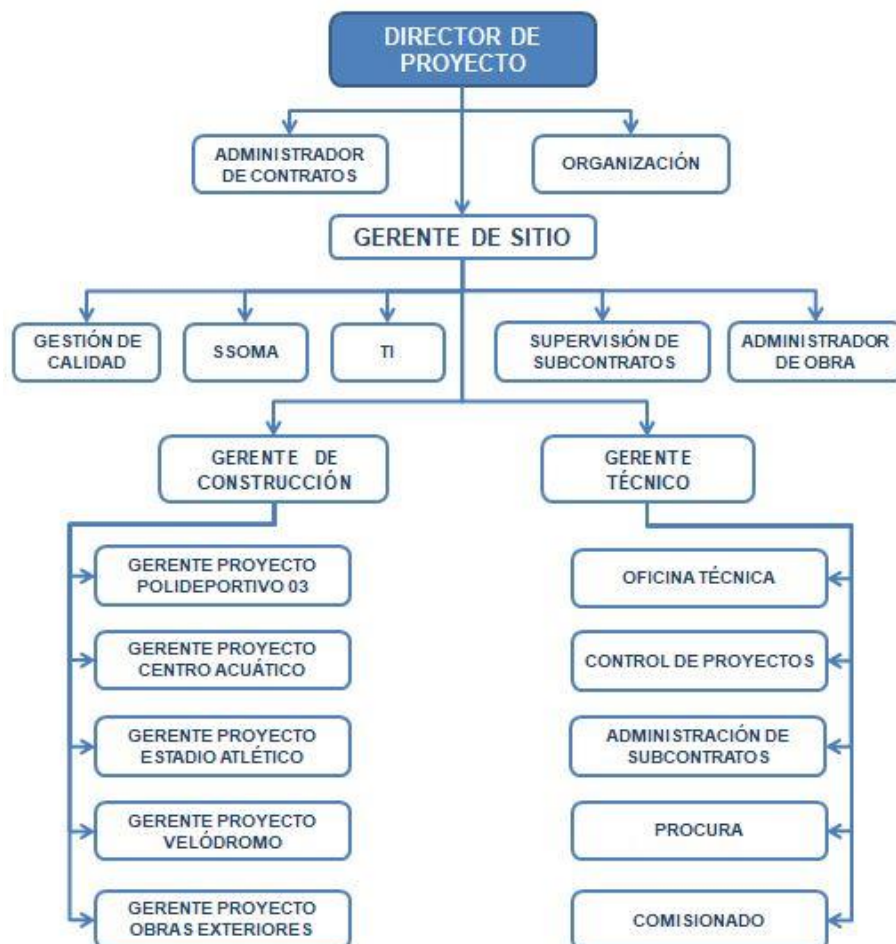 DIRECTOR DE
PROYECTO
ADMINISTRADOR
DE CONTRATOS
ORGANIZACIÓN
GERENTE DE SITIO
GESTIÓN DE
CALIDAD
SSOMA
TI
SUPERVISIÓN DE
SUBCONTRATOS
ADMINISTRADOR
DE OBRA
GERENTE DE
CONSTRUCCIÓN
GERENTE
TÉCNICO
GERENTE PROYECTO
POLIDEPORTIVO 03
GERENTE PROYECTO
CENTRO ACUÁTICO
GERENTE PROYECTO
ESTADIO ATLÉTICO
GERENTE PROYECTO
VELÓDROMO
GERENTE PROYECTO
OBRAS EXTERIORES
OFICINA TÉCNICA
CONTROL DE PROYECTOS
ADMINISTRACIÓN DE
SUBCONTRATOS
PROCURA
COMISIONADO